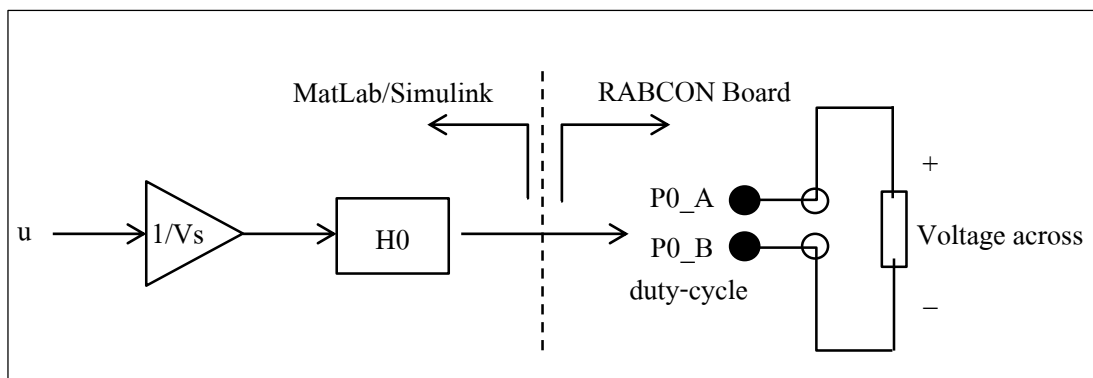 MatLab/Simulink
RABCON Board
u
1/Vs
H0
P0_A
P0_B
duty-cycle
+
Voltage across
–